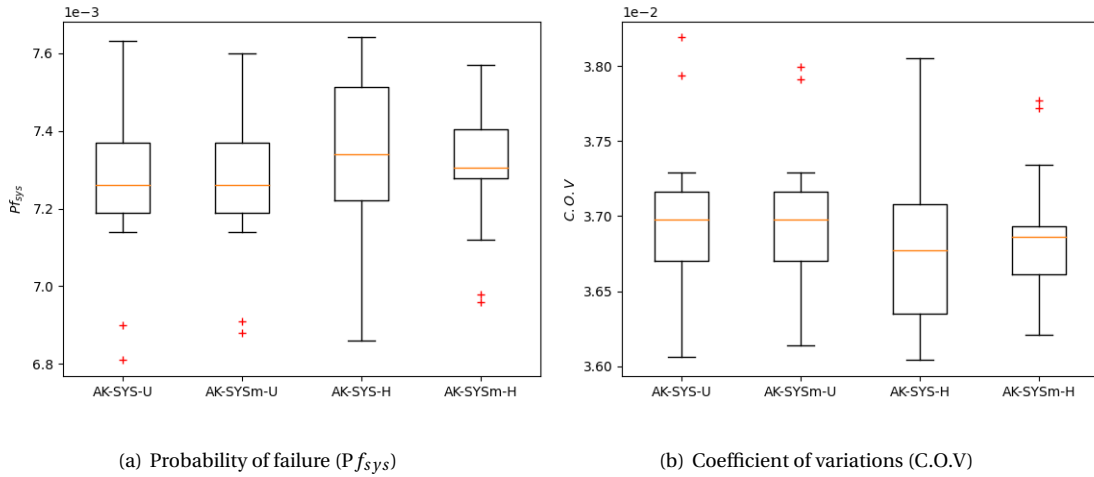 1e−3
7.6
7.4
7.2
7.0
6.8
Pf_sys
AK-SYS-U AK-SYSm-U AK-SYS-H AK-SYSm-H
(a) Probability of failure (P f_sys)
1e−2
3.80
3.75
3.70
3.65
3.60
C.O.V
AK-SYS-U AK-SYSm-U AK-SYS-H AK-SYSm-H
(b) Coefficient of variations (C.O.V)